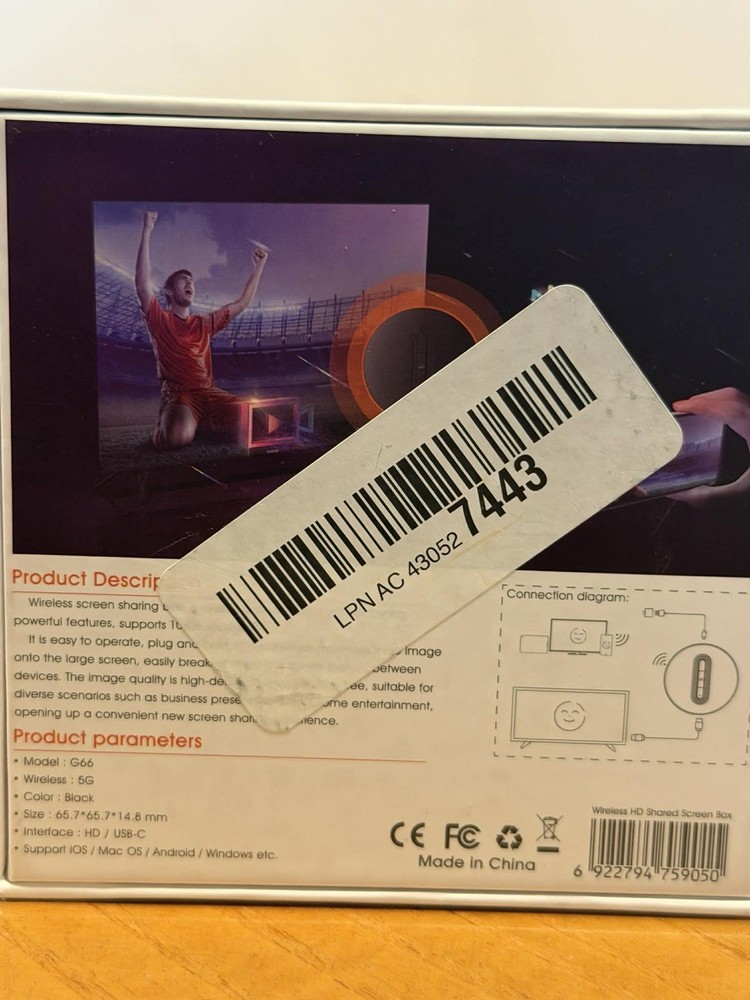 LPN AC 43052 7443
Product Descrip
Wireless screen sharing
powerful features, supports
It is easy to operate, plug and image
onto the large screen, easily break between
devices. The image quality is high-de ee, suitable for
diverse scenarios such as business prese ome entertainment,
opening up a convenient new screen shar ience.
Connection diagram:
Product parameters
• Model : G66
• Wireless : 5G
• Color : Black
• Size : 65.7*65.7*14.8 mm
• Interface : HD / USB-C
• Support iOS / Mac OS / Android / Windows etc.
CE FC
Made in China
Wireless HD Shared Screen Box
6 922794 759050